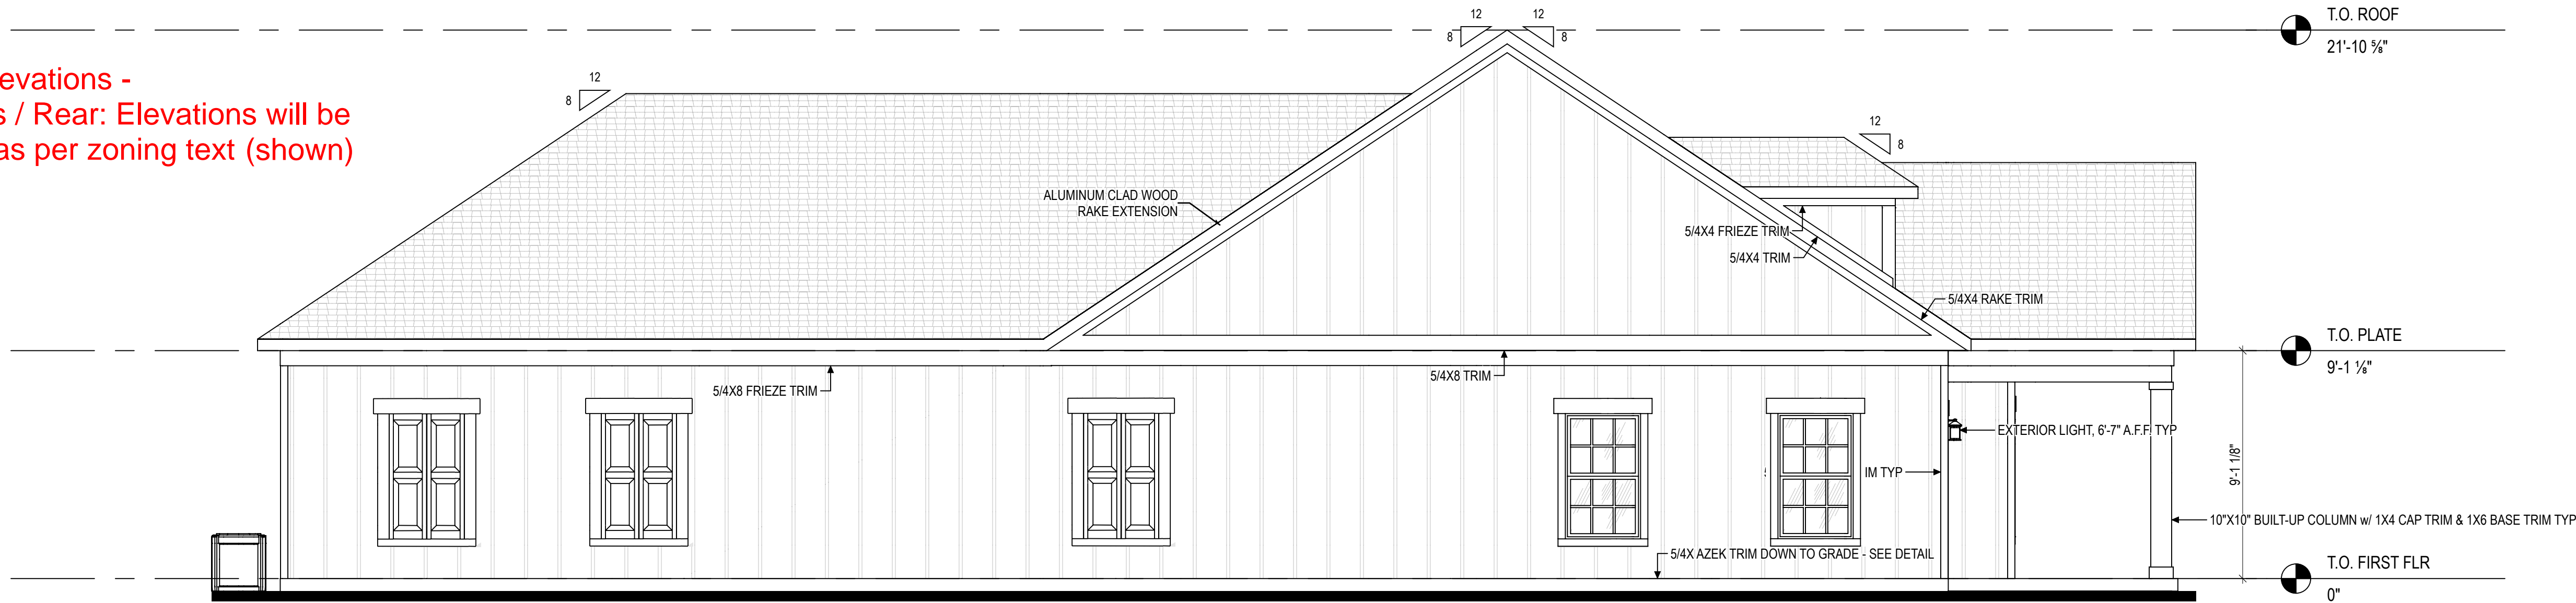 12
12
8
8
T.O. ROOF
21'-10 ⅝"
evations -
s / Rear: Elevations will be
as per zoning text (shown)
12
8
12
8
ALUMINUM CLAD WOOD
RAKE EXTENSION
5/4X4 FRIEZE TRIM
5/4X4 TRIM
5/4X4 RAKE TRIM
T.O. PLATE
9'-1 ⅛"
5/4X8 FRIEZE TRIM
5/4X8 TRIM
EXTERIOR LIGHT, 6'-7" A.F.F. TYP
IM TYP
9'-1 1/8"
10"X10" BUILT-UP COLUMN w/ 1X4 CAP TRIM & 1X6 BASE TRIM TYP
5/4X AZEK TRIM DOWN TO GRADE - SEE DETAIL
T.O. FIRST FLR
0"